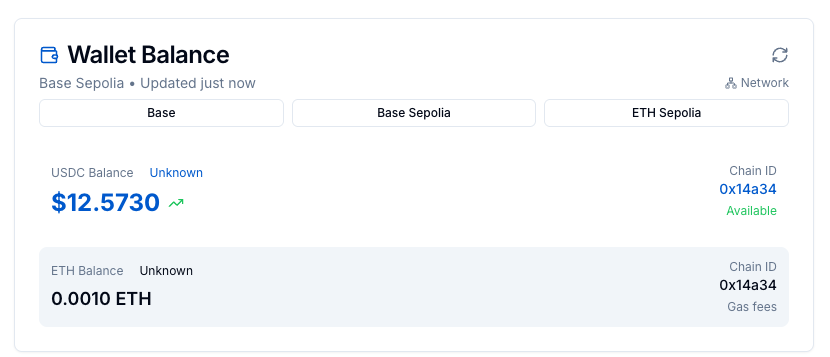 Wallet Balance
Base Sepolia • Updated just now
Network
Base
Base Sepolia
ETH Sepolia
USDC Balance Unknown
$12.5730
Chain ID
0x14a34
Available
ETH Balance Unknown
0.0010 ETH
Chain ID
0x14a34
Gas fees